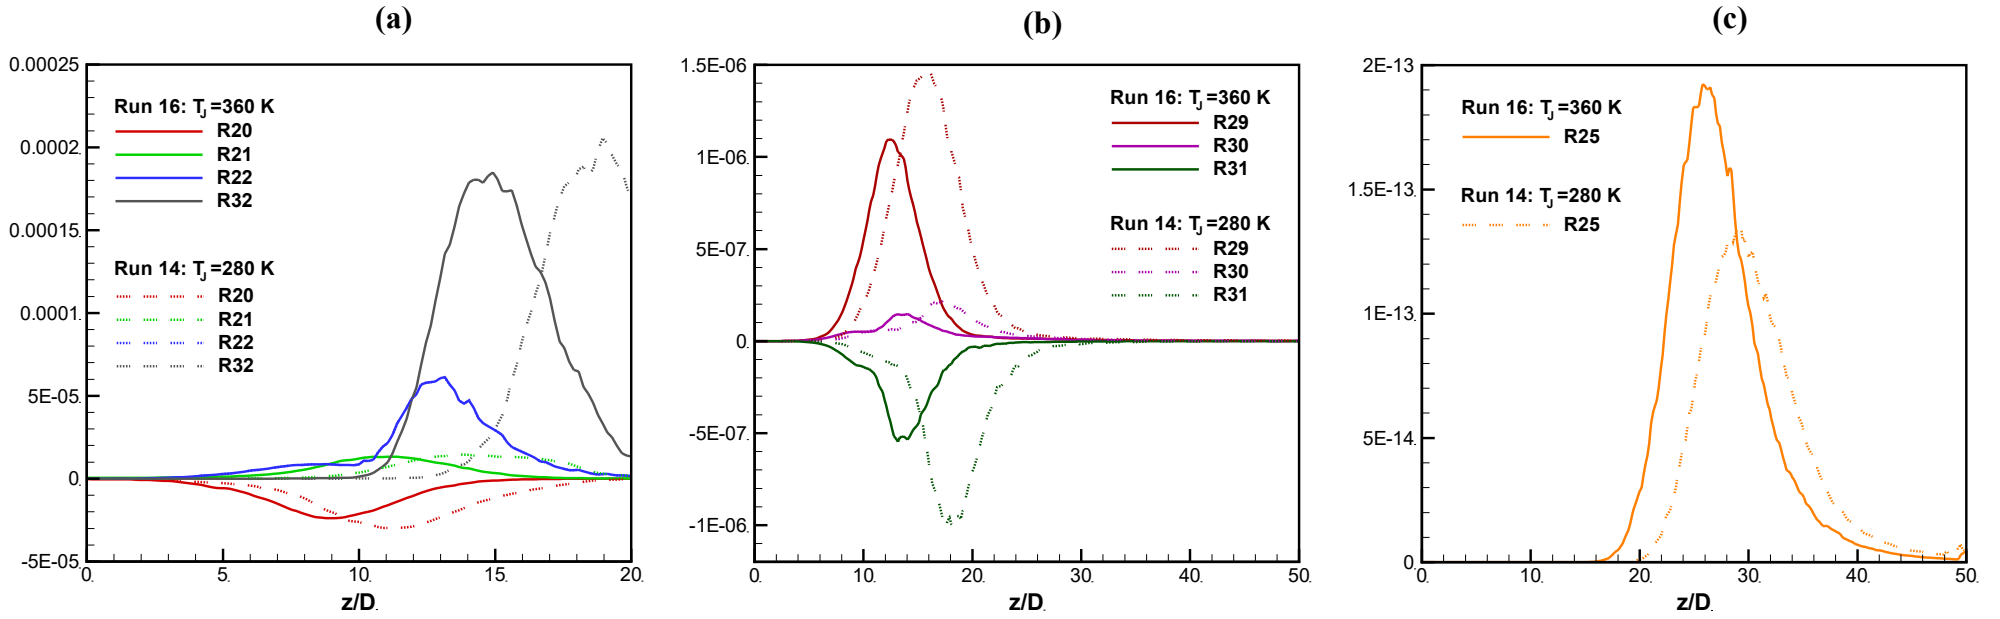 (a)
0.00025
0.0002
0.00015
0.0001
5E-05
0
-5E-05
Run 16: TJ=360 K
R20
R21
R22
R32
Run 14: TJ=280 K
R20
R21
R22
R32
0. 5. 10. 15. 20.
z/D
(b)
1.5E-06
1E-06
5E-07
0
-5E-07
-1E-06
Run 16: TJ=360 K
R29
R30
R31
Run 14: TJ=280 K
R29
R30
R31
0. 10. 20. 30. 40. 50.
z/D
(c)
2E-13
1.5E-13
1E-13
5E-14
0
Run 16: TJ=360 K
R25
Run 14: TJ=280 K
R25
0. 10. 20. 30. 40. 50.
z/D